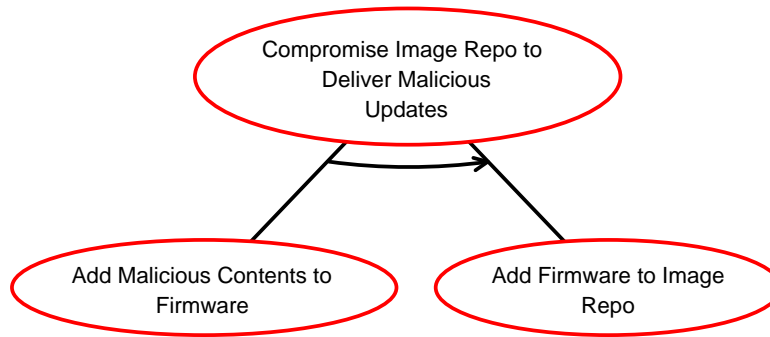 Compromise Image Repo to
Deliver Malicious
Updates
Add Malicious Contents to
Firmware
Add Firmware to Image
Repo